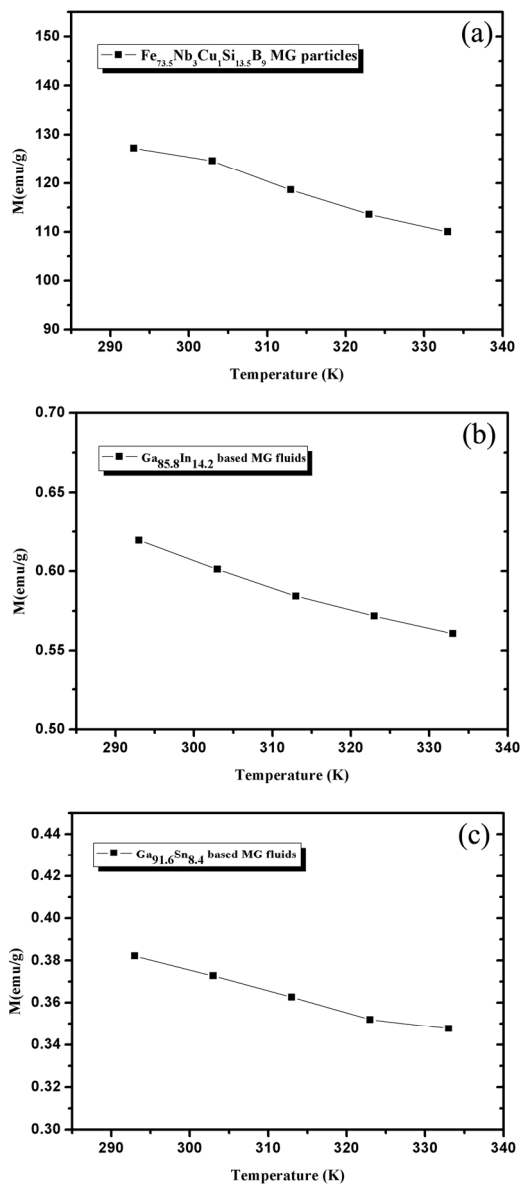 (a)
Fe73.5Nb3Cu1Si13.5B9 MG particles
150
140
130
120
110
100
90
M(emu/g)
290 300 310 320 330 340
Temperature (K)
(b)
Ga85.8In14.2 based MG fluids
0.70
0.65
0.60
0.55
0.50
M(emu/g)
290 300 310 320 330 340
Temperature (K)
(c)
Ga91.6Sn8.4 based MG fluids
0.44
0.42
0.40
0.38
0.36
0.34
0.32
0.30
M(emu/g)
290 300 310 320 330 340
Temperature (K)